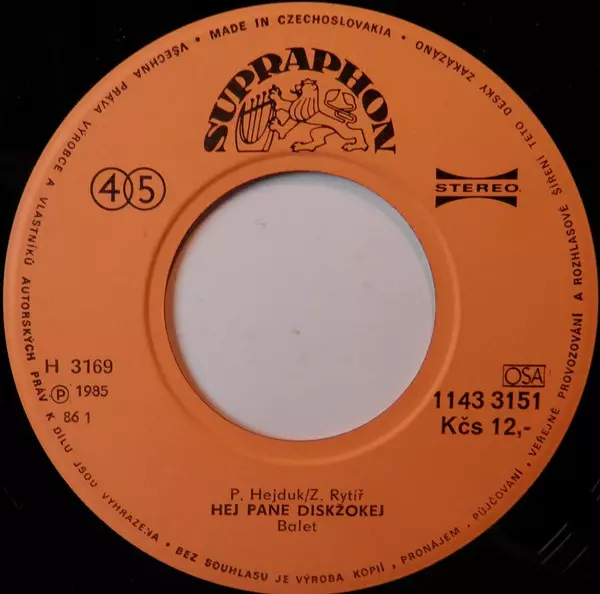 VŠECHNA PRÁVA VÝROBCE A VLASTNÍKŮ AUTORSKÝCH PRÁV K DÍLU JSOU VYHRAZENA • BEZ SOUHLASU JE VÝROBA KOPIÍ, PRONÁJEM, PŮJČOVÁNÍ, VEŘEJNÉ PROVOZOVÁNÍ A ROZHLASOVÉ ŠÍŘENÍ TÉTO DESKY ZAKÁZÁNO • MADE IN CZECHOSLOVAKIA •
SUPRAPHON
45
STEREO
H 3169
Ⓟ 1985
86 1
OSA
1143 3151
Kčs 12,-
P. Hejduk/Z. Rytíř
HEJ PANE DISKŽOKEJ
Balet